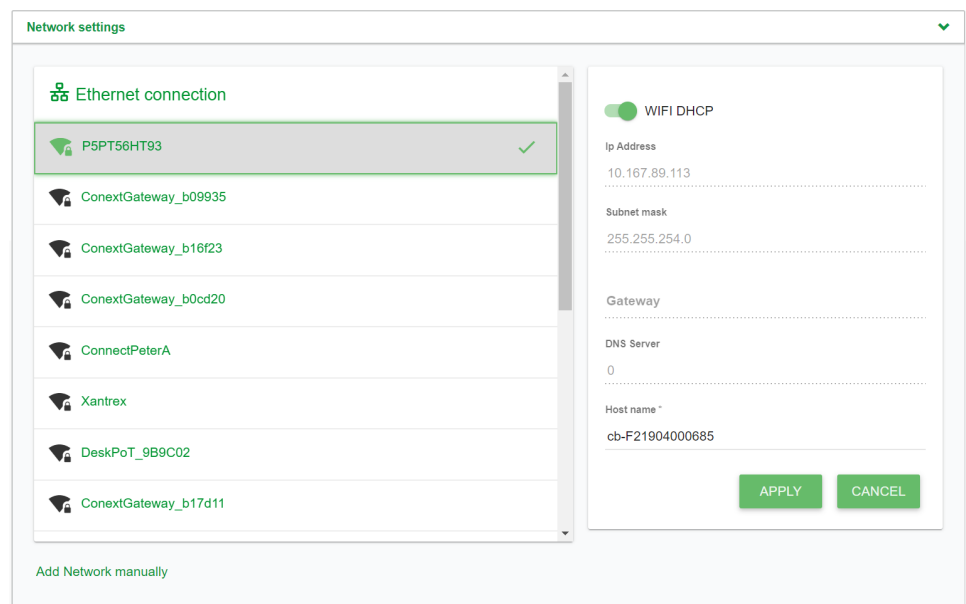 Network settings
Ethernet connection
P5PT56HT93
ConextGateway_b09935
ConextGateway_b16f23
ConextGateway_b0cd20
ConnectPeterA
Xantrex
DeskPoT_9B9C02
ConextGateway_b17d11
Add Network manually
WIFI DHCP
Ip Address
10.167.89.113
Subnet mask
255.255.254.0
Gateway
DNS Server
0
Host name *
cb-F21904000685
APPLY CANCEL